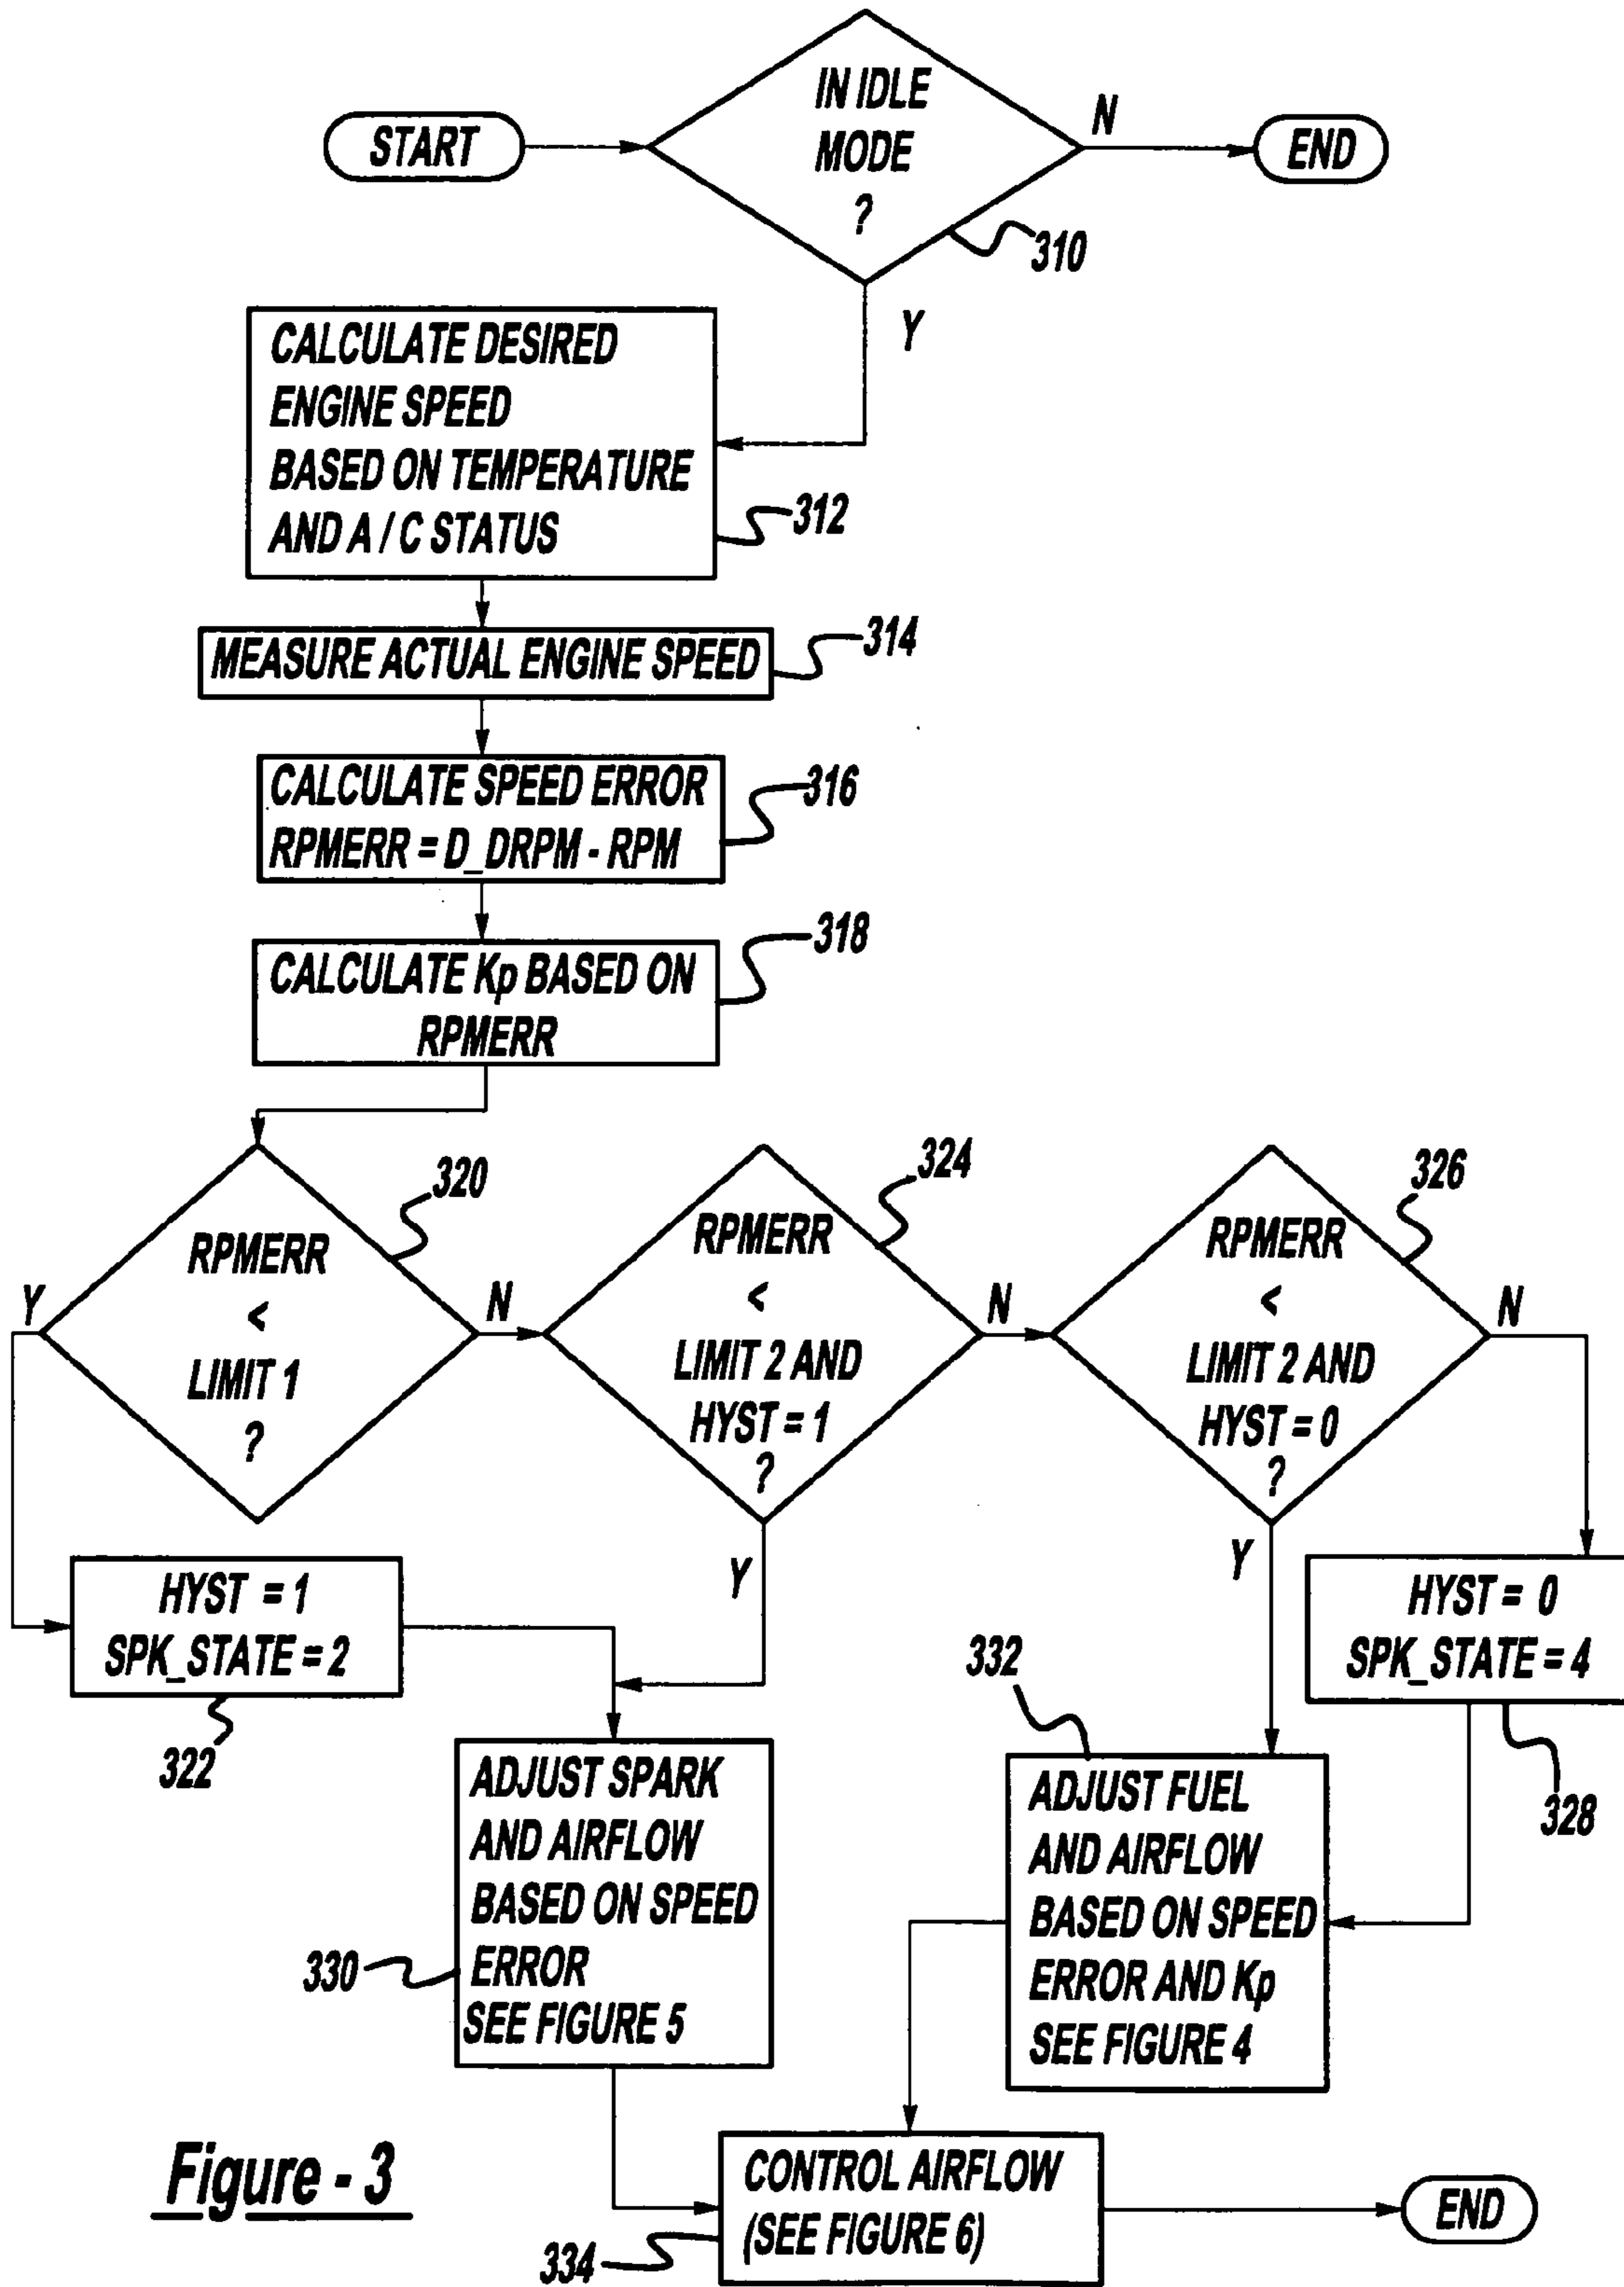 START
IN IDLE
MODE
?
N
END
310
Y
CALCULATE DESIRED
ENGINE SPEED
BASED ON TEMPERATURE
AND A / C STATUS
312
MEASURE ACTUAL ENGINE SPEED
314
CALCULATE SPEED ERROR
RPMERR = D_DRPM - RPM
316
CALCULATE Kp BASED ON
RPMERR
318
RPMERR
<
LIMIT 1
?
320
Y
N
RPMERR
<
LIMIT 2 AND
HYST = 1
?
324
N
Y
RPMERR
<
LIMIT 2 AND
HYST = 0
?
326
N
Y
HYST = 1
SPK_STATE = 2
322
HYST = 0
SPK_STATE = 4
328
ADJUST SPARK
AND AIRFLOW
BASED ON SPEED
ERROR
SEE FIGURE 5
330
332
ADJUST FUEL
AND AIRFLOW
BASED ON SPEED
ERROR AND Kp
SEE FIGURE 4
CONTROL AIRFLOW
(SEE FIGURE 6)
334
END
Figure - 3